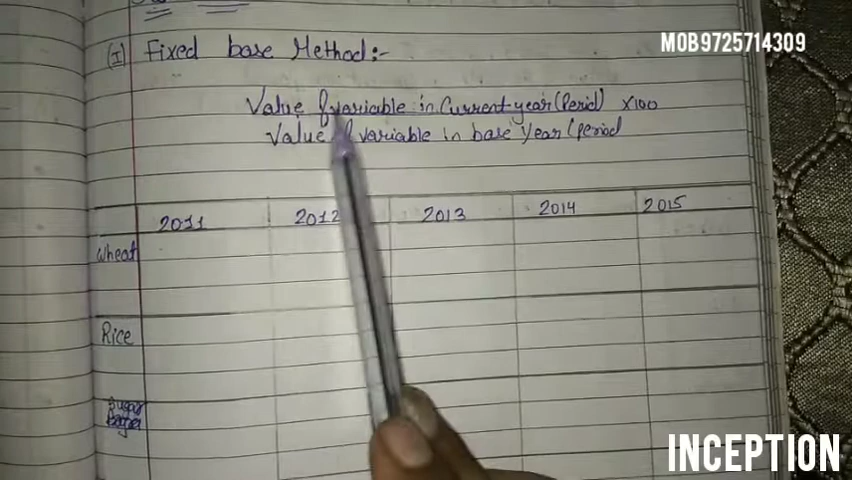 MOB9725714309
(I) Fixed base Method:-
Value of variable in Current year (Period) x100
Value of variable in base year (period
2011 2012 2013 2014 2015
Wheat
Rice
Sugar
INCEPTION